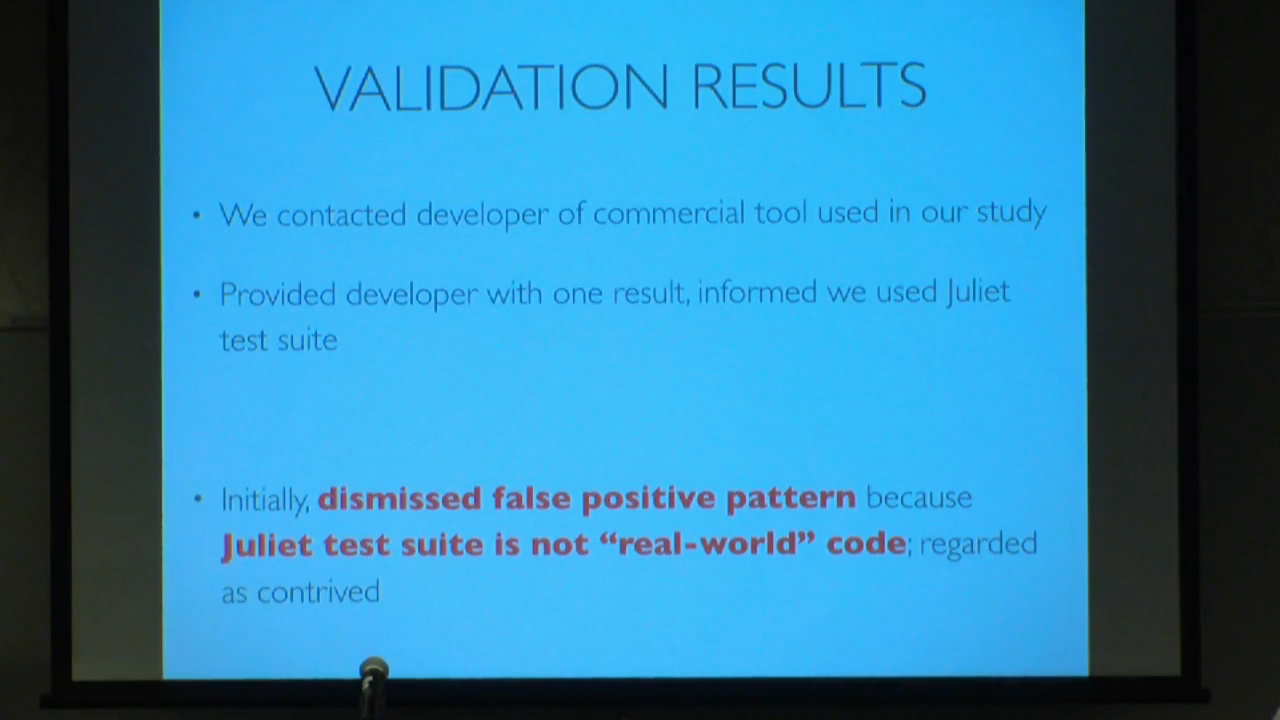 VALIDATION RESULTS
• We contacted developer of commercial tool used in our study
• Provided developer with one result, informed we used Juliet
test suite
• Initially, dismissed false positive pattern because
Juliet test suite is not “real-world” code; regarded
as contrived